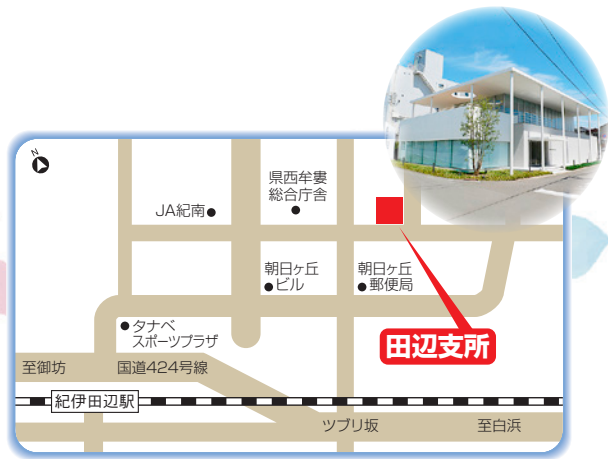 N
県西牟婁
総合庁舎
JA紀南
朝日ヶ丘
ビル
朝日ヶ丘
郵便局
タナベ
スポーツプラザ
田辺支所
至御坊
国道424号線
紀伊田辺駅
ツブリ坂
至白浜